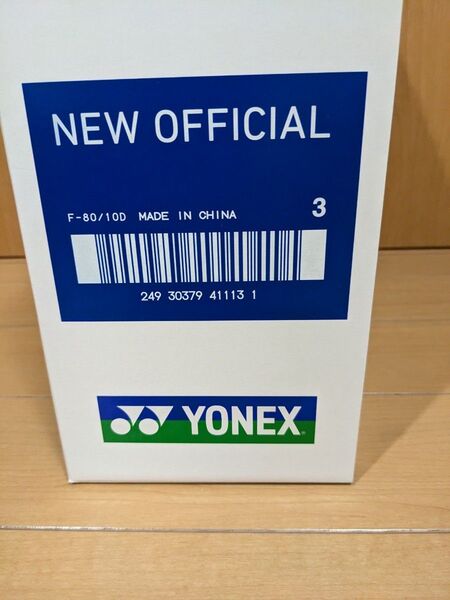 NEW OFFICIAL
F-80/10D MADE IN CHINA 3
249 30379 41113 1
YONEX